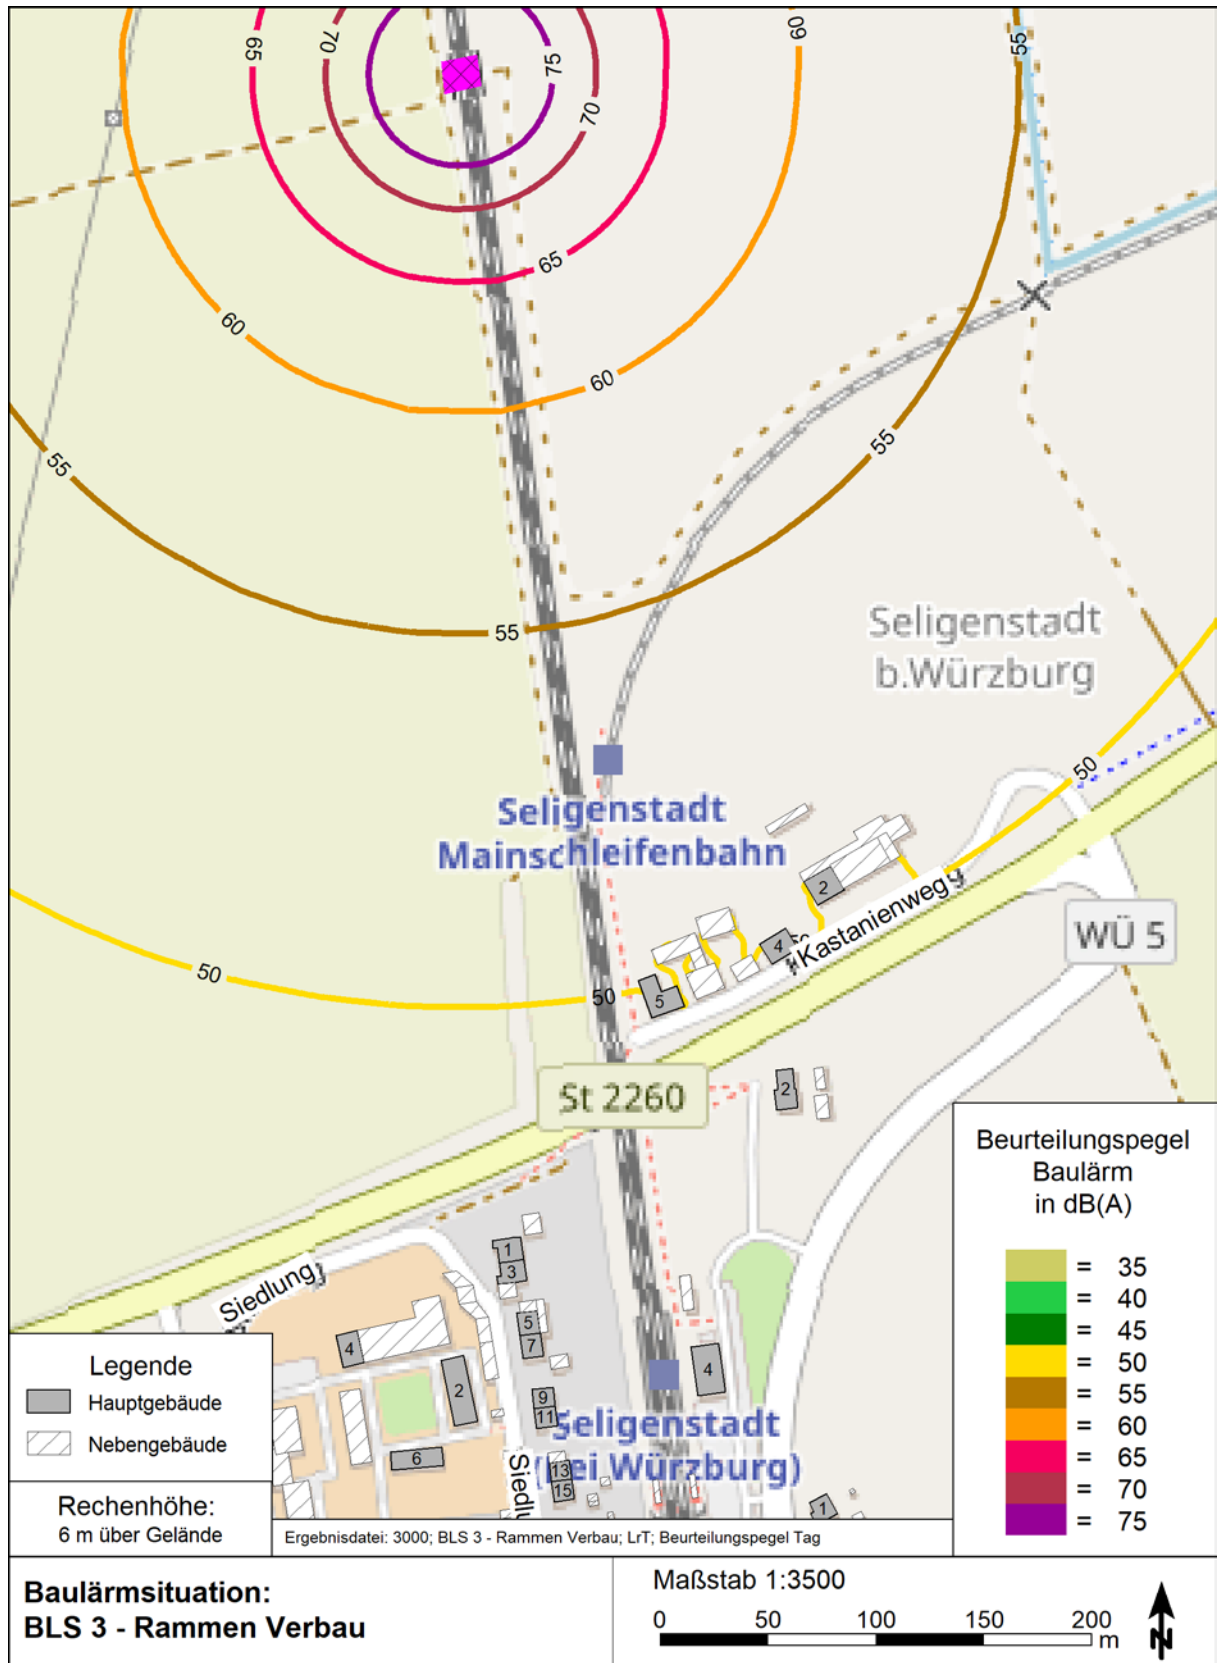 60
55
65
70
75
70
65
60
60
55
55
55
Seligenstadt
b.Würzburg
50
Seligenstadt
Mainschleifenbahn
2
Kastanienweg
4
WÜ 5
50
50
5
St 2260
2
Beurteilungspegel
Baulärm
in dB(A)
= 35
= 40
= 45
= 50
= 55
= 60
= 65
= 70
= 75
1
3
Siedlung
5
7
4
2
4
9
11
6
Seligenstadt
(bei Würzburg)
13
15
1
Siedlu
Legende
Hauptgebäude
Nebengebäude
Rechenhöhe:
6 m über Gelände
Ergebnisdatei: 3000; BLS 3 - Rammen Verbau; LrT; Beurteilungspegel Tag
Baulärmsituation:
BLS 3 - Rammen Verbau
Maßstab 1:3500
0 50 100 150 200
m
N